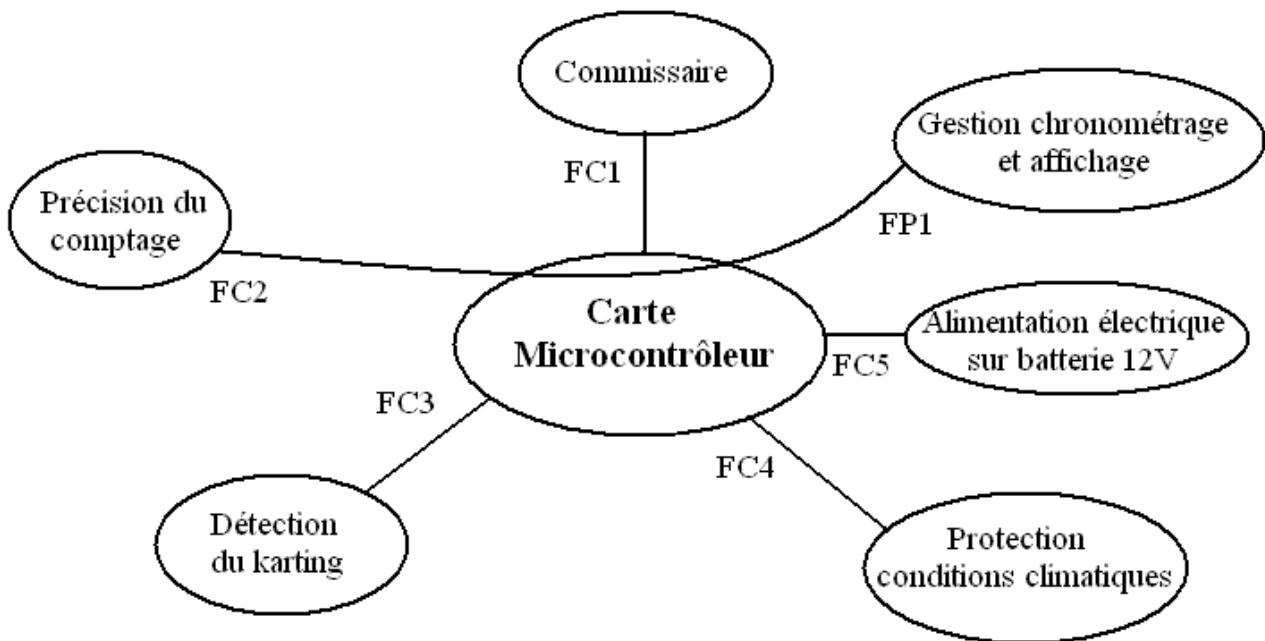 Commissaire
Gestion chronométrage
et affichage
FC1
Précision du
comptage
FP1
FC2
Carte
Microcontrôleur
Alimentation électrique
sur batterie 12V
FC5
FC3
FC4
Détection
du karting
Protection
conditions climatiques